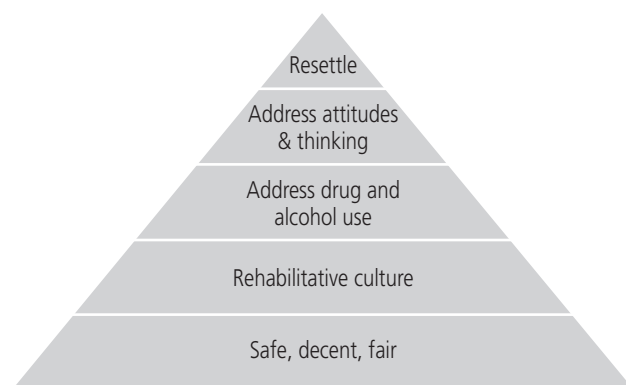 Resettle
Address attitudes
& thinking
Address drug and
alcohol use
Rehabilitative culture
Safe, decent, fair